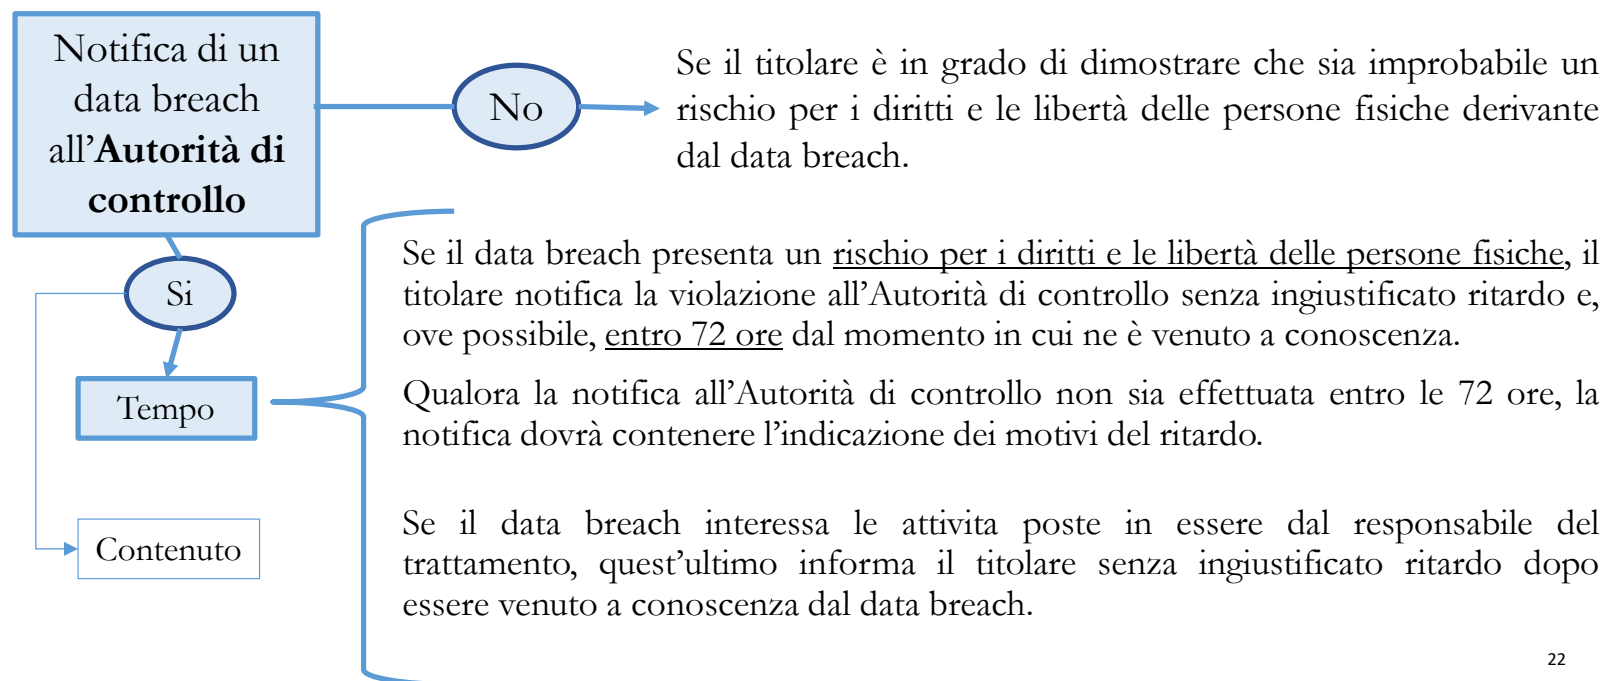 Notifica di un
data breach
all’Autorità di
controllo
No
Se il titolare è in grado di dimostrare che sia improbabile un
rischio per i diritti e le libertà delle persone fisiche derivante
dal data breach.
Si
Tempo
Contenuto
Se il data breach presenta un rischio per i diritti e le libertà delle persone fisiche, il
titolare notifica la violazione all’Autorità di controllo senza ingiustificato ritardo e,
ove possibile, entro 72 ore dal momento in cui ne è venuto a conoscenza.
Qualora la notifica all’Autorità di controllo non sia effettuata entro le 72 ore, la
notifica dovrà contenere l’indicazione dei motivi del ritardo.
Se il data breach interessa le attivita poste in essere dal responsabile del
trattamento, quest’ultimo informa il titolare senza ingiustificato ritardo dopo
essere venuto a conoscenza dal data breach.
22